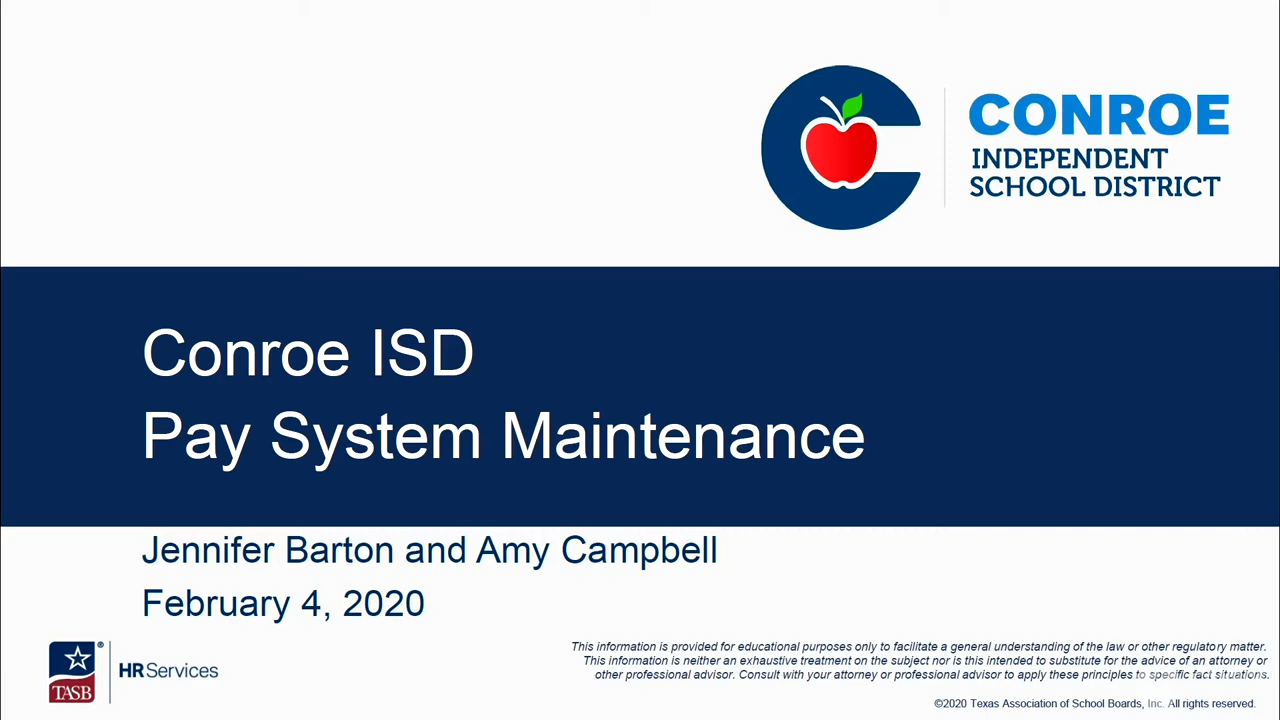 CONROE
INDEPENDENT
SCHOOL DISTRICT
Conroe ISD
Pay System Maintenance
Jennifer Barton and Amy Campbell
February 4, 2020
TASB
®
HRServices
This information is provided for educational purposes only to facilitate a general understanding of the law or other regulatory matter.
This information is neither an exhaustive treatment on the subject nor is this intended to substitute for the advice of an attorney or
other professional advisor. Consult with your attorney or professional advisor to apply these principles to specific fact situations.
©2020 Texas Association of School Boards, Inc. All rights reserved.